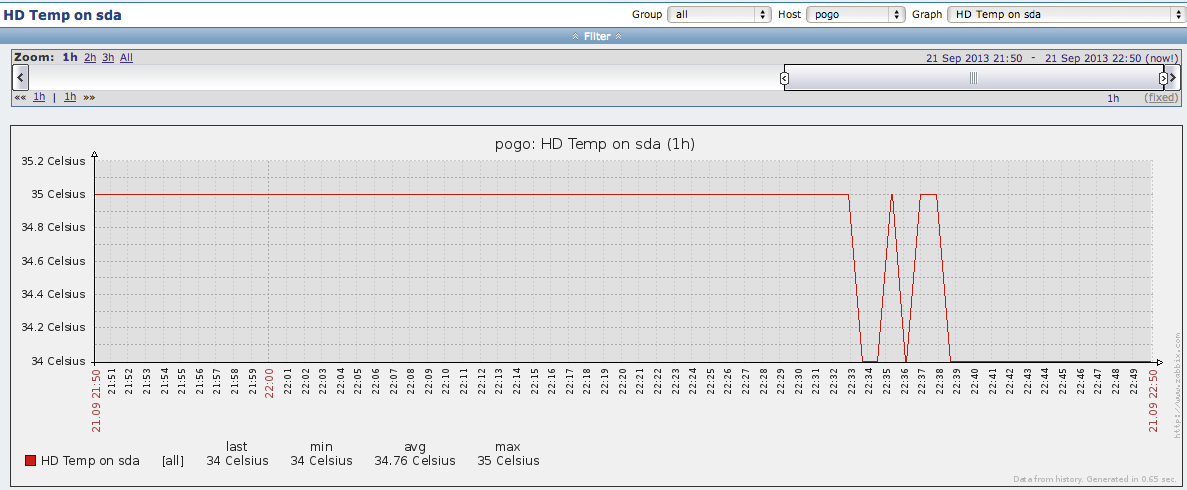 HD Temp on sda Group all Host pogo Graph HD Temp on sda
Filter
Zoom: 1h 2h 3h All 21 Sep 2013 21:50 - 21 Sep 2013 22:50 (now!)
«« 1h | 1h »» 1h (fixed)
pogo: HD Temp on sda (1h)
35.2 Celsius
35 Celsius
34.8 Celsius
34.6 Celsius
34.4 Celsius
34.2 Celsius
34 Celsius
21.09 21:50 21:51 21:52 21:53 21:54 21:55 21:56 21:57 21:58 21:59 22:00 22:01 22:02 22:03 22:04 22:05 22:06 22:07 22:08 22:09 22:10 22:11 22:12 22:13 22:14 22:15 22:16 22:17 22:18 22:19 22:20 22:21 22:22 22:23 22:24 22:25 22:26 22:27 22:28 22:29 22:30 22:31 22:32 22:33 22:34 22:35 22:36 22:37 22:38 22:39 22:40 22:41 22:42 22:43 22:44 22:45 22:46 22:47 22:48 22:49 21.09 22:50
http://www.zabbix.com
last min avg max
HD Temp on sda [all] 34 Celsius 34 Celsius 34.76 Celsius 35 Celsius
Data from history. Generated in 0.65 sec.